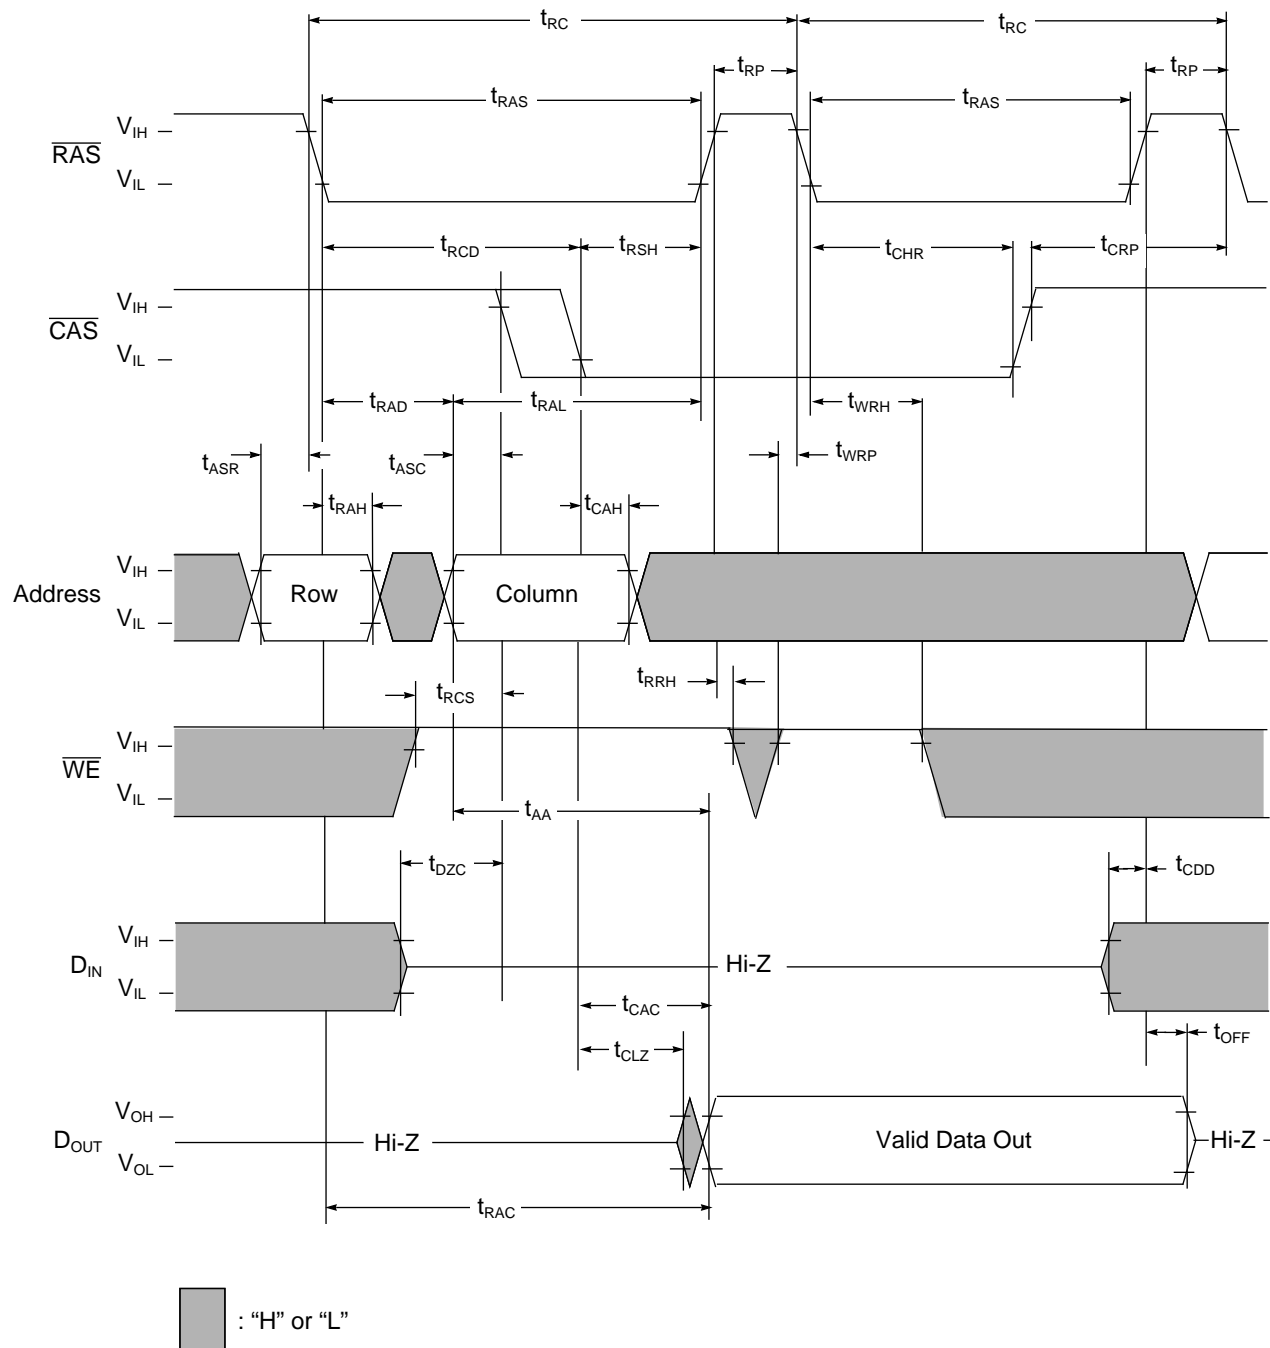 tRC tRC
tRP tRP
tRAS tRAS
VIH
RAS
VIL
tRCD tRSH tCHR tCRP
VIH
CAS
VIL
tRAD tRAL tWRH
tASR tASC tWRP
tRAH tCAH
VIH
Address Row Column
VIL
tRRH
tRCS
VIH
WE
VIL
tAA
tDZC tCDD
VIH
DIN Hi-Z
VIL
tCAC
tCLZ tOFF
VOH
DOUT Hi-Z Valid Data Out Hi-Z
VOL
tRAC
: “H” or “L”